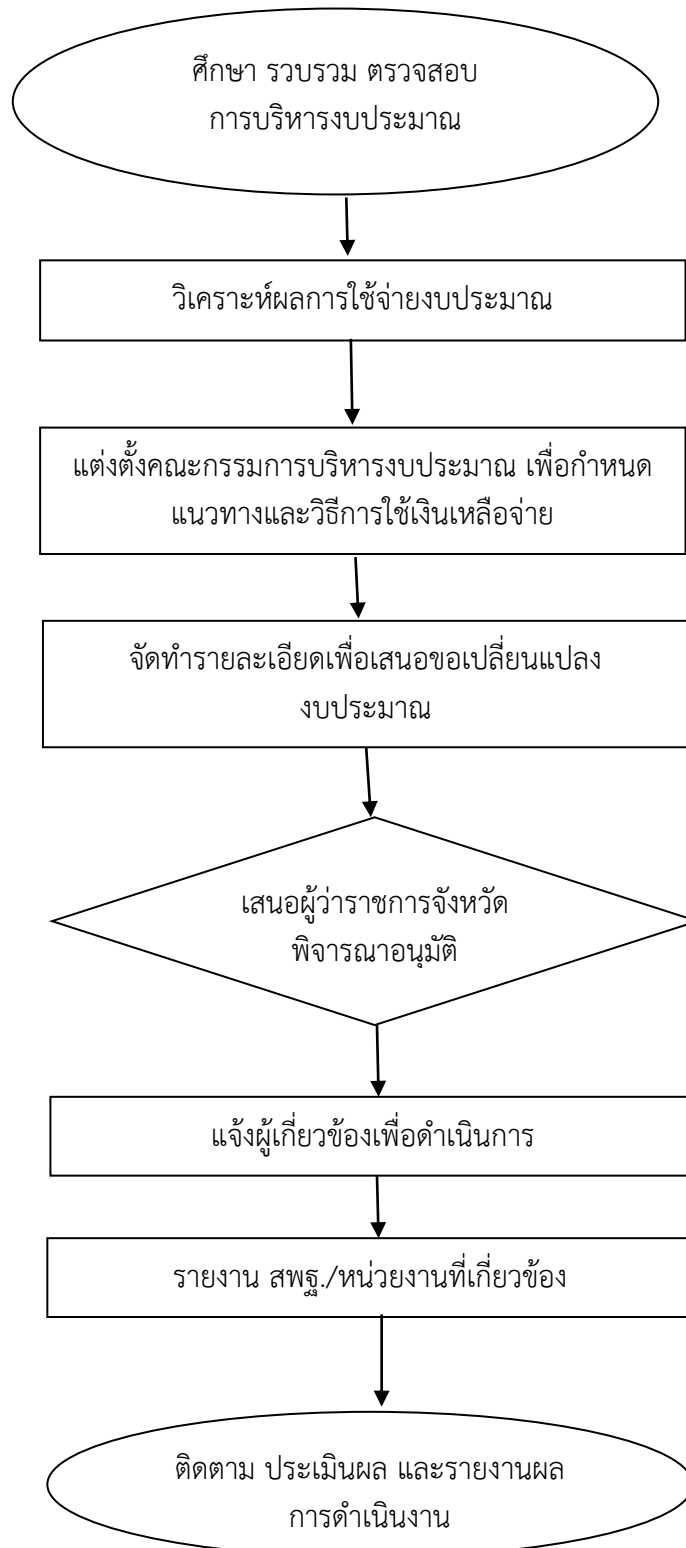 ศึกษา รวบรวม ตรวจสอบ
การบริหารงบประมาณ
วิเคราะห์ผลการใช้จ่ายงบประมาณ
แต่งตั้งคณะกรรมการบริหารงบประมาณ เพื่อกำหนด
แนวทางและวิธีการใช้เงินเหลือจ่าย
จัดทำรายละเอียดเพื่อเสนอขอเปลี่ยนแปลง
งบประมาณ
เสนอผู้ว่าราชการจังหวัด
พิจารณาอนุมัติ
แจ้งผู้เกี่ยวข้องเพื่อดำเนินการ
รายงาน สพฐ./หน่วยงานที่เกี่ยวข้อง
ติดตาม ประเมินผล และรายงานผล
การดำเนินงาน